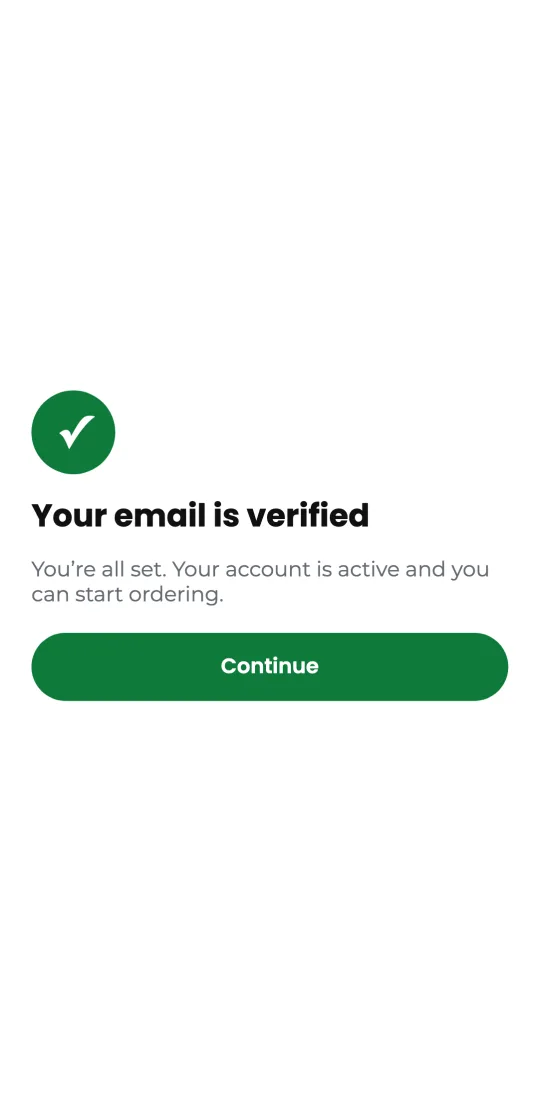 Your email is verified
You’re all set. Your account is active and you
can start ordering.
Continue